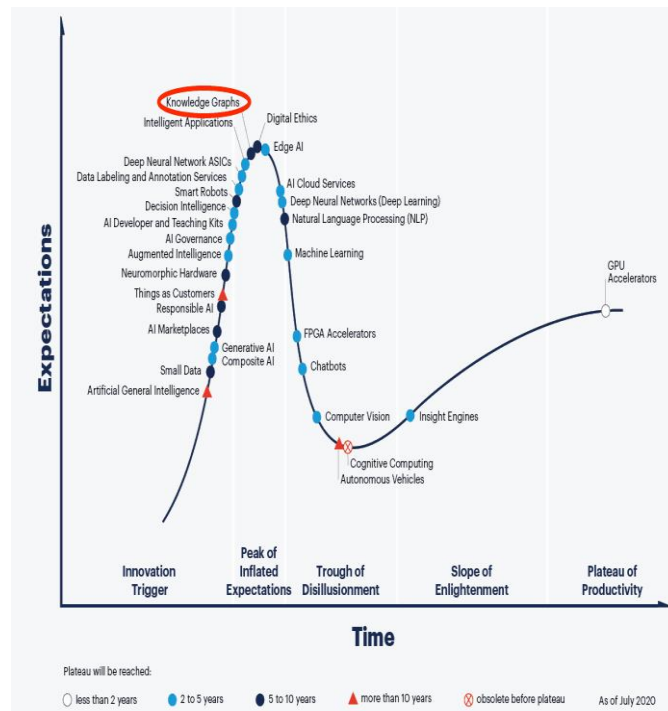 Expectations
Knowledge Graphs
Digital Ethics
Intelligent Applications
Edge AI
Deep Neural Network ASICs
Data Labeling and Annotation Services
AI Cloud Services
Smart Robots
Deep Neural Networks (Deep Learning)
Decision Intelligence
Natural Language Processing (NLP)
AI Developer and Teaching Kits
AI Governance
Augmented Intelligence
Machine Learning
Neuromorphic Hardware
GPU
Accelerators
Things as Customers
Responsible AI
AI Marketplaces
FPGA Accelerators
Generative AI
Composite AI
Small Data
Chatbots
Artificial General Intelligence
Computer Vision
Insight Engines
Cognitive Computing
Autonomous Vehicles
Innovation
Trigger
Peak of
Inflated
Expectations
Trough of
Disillusionment
Slope of
Enlightenment
Plateau of
Productivity
Time
Plateau will be reached:
less than 2 years
2 to 5 years
5 to 10 years
more than 10 years
obsolete before plateau
As of July 2020